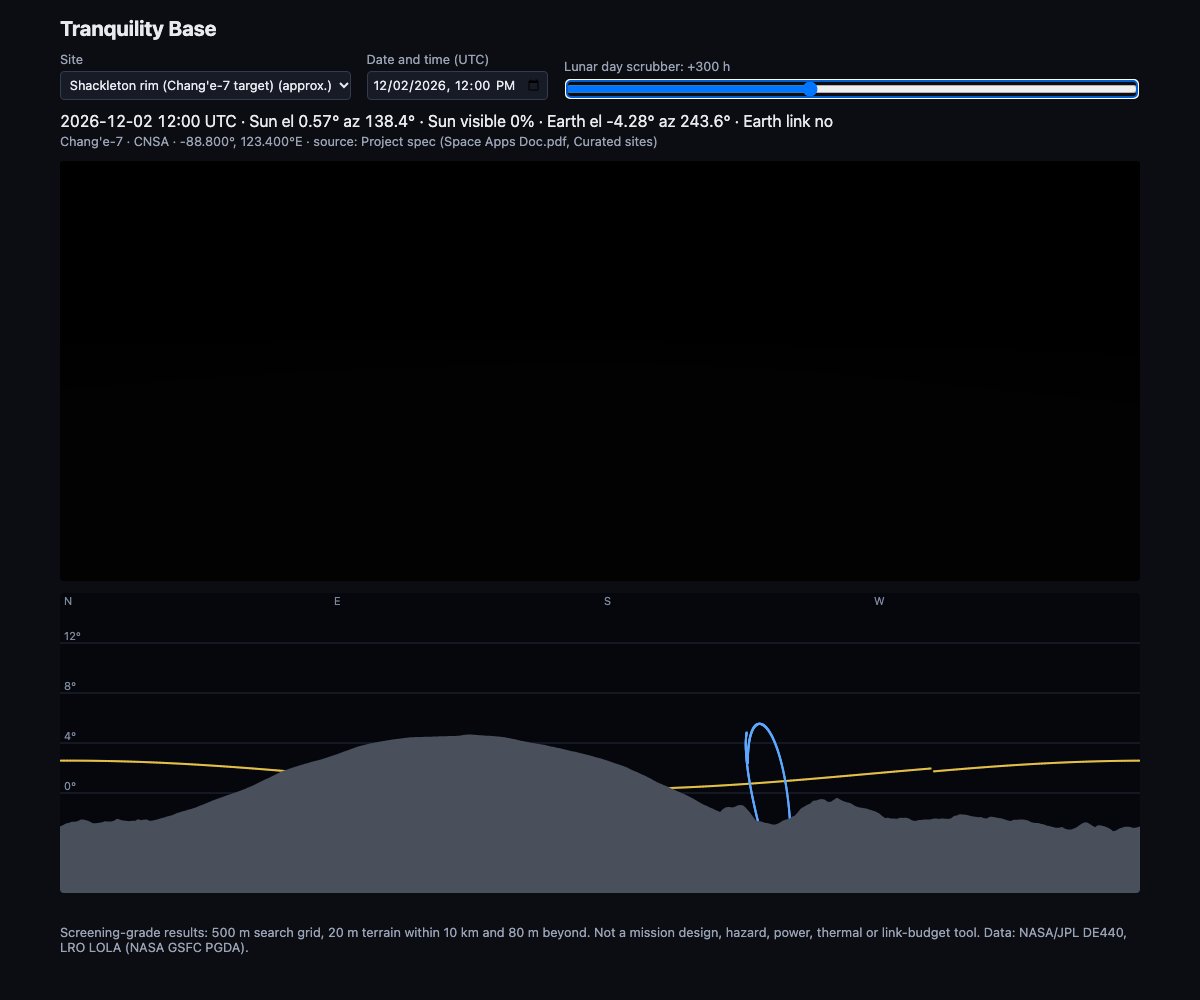 Tranquility Base
Site
Date and time (UTC)
Lunar day scrubber: +300 h
Shackleton rim (Chang'e-7 target) (approx.)
12/02/2026, 12:00 PM
2026-12-02 12:00 UTC · Sun el 0.57° az 138.4° · Sun visible 0% · Earth el -4.28° az 243.6° · Earth link no
Chang'e-7 · CNSA · -88.800°, 123.400°E · source: Project spec (Space Apps Doc.pdf, Curated sites)
N
E
S
W
12°
8°
4°
0°
Screening-grade results: 500 m search grid, 20 m terrain within 10 km and 80 m beyond. Not a mission design, hazard, power, thermal or link-budget tool. Data: NASA/JPL DE440,
LRO LOLA (NASA GSFC PGDA).